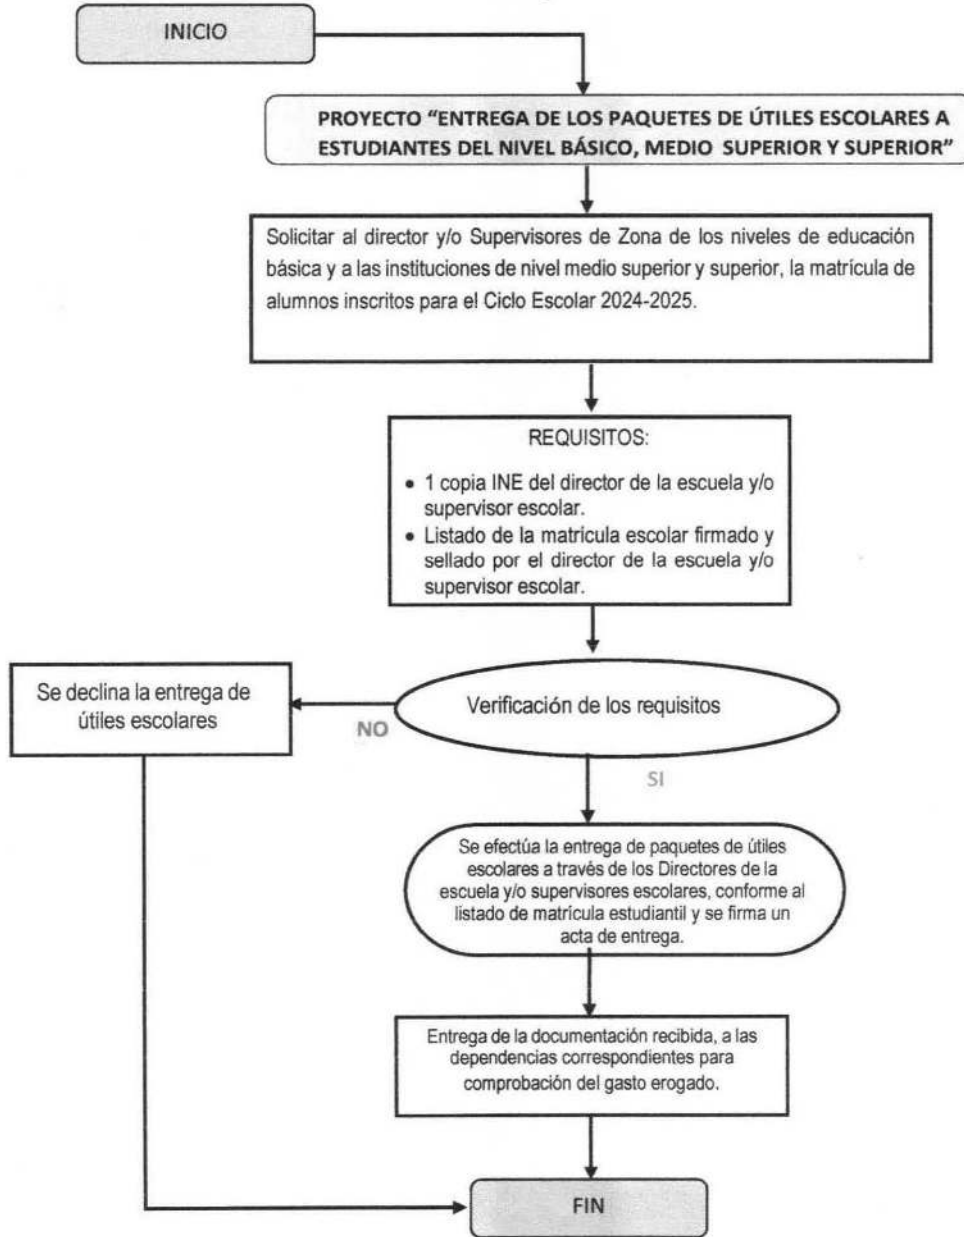 INICIO
PROYECTO "ENTREGA DE LOS PAQUETES DE ÚTILES ESCOLARES A
ESTUDIANTES DEL NIVEL BÁSICO, MEDIO SUPERIOR Y SUPERIOR"
Solicitar al director y/o Supervisores de Zona de los niveles de educación
básica y a las instituciones de nivel medio superior y superior, la matrícula de
alumnos inscritos para el Ciclo Escolar 2024-2025.
REQUISITOS:
• 1 copia INE del director de la escuela y/o
supervisor escolar.
• Listado de la matrícula escolar firmado y
sellado por el director de la escuela y/o
supervisor escolar.
Verificación de los requisitos
NO
Se declina la entrega de
útiles escolares
SI
Se efectúa la entrega de paquetes de útiles
escolares a través de los Directores de la
escuela y/o supervisores escolares, conforme al
listado de matrícula estudiantil y se firma un
acta de entrega.
Entrega de la documentación recibida, a las
dependencias correspondientes para
comprobación del gasto erogado.
FIN